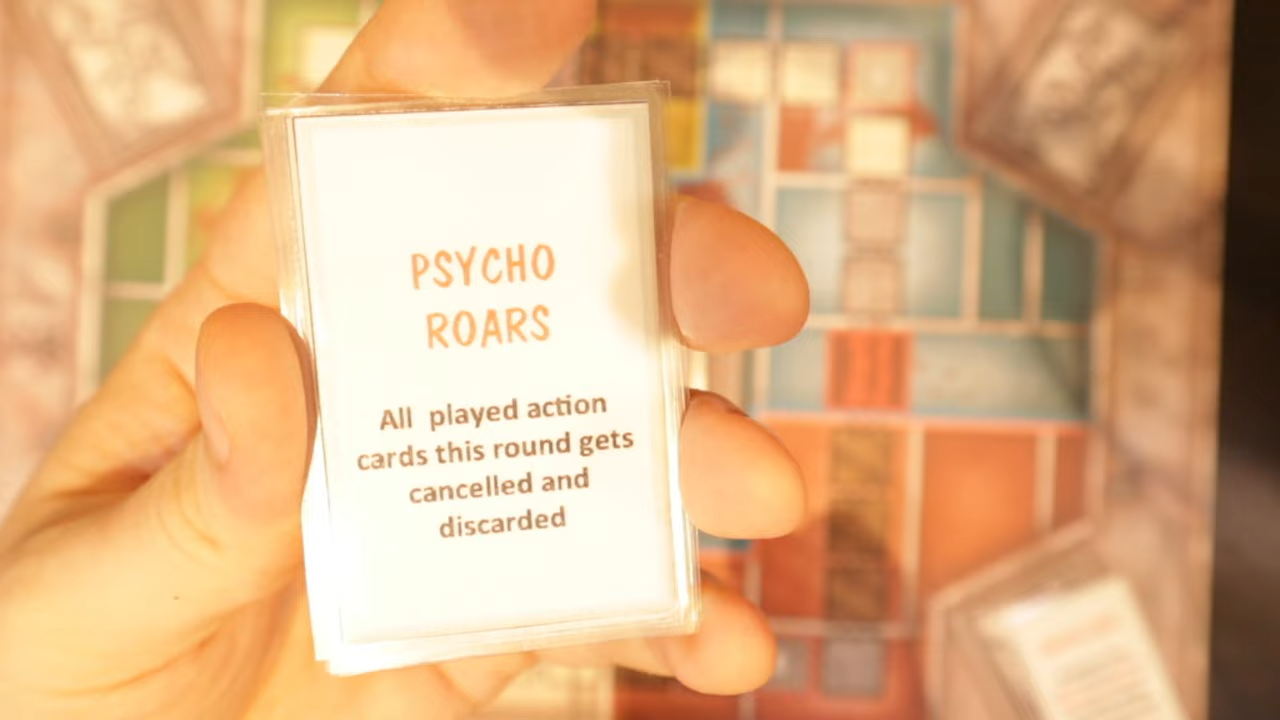 PSYCHO
ROARS
All played action
cards this round gets
cancelled and
discarded